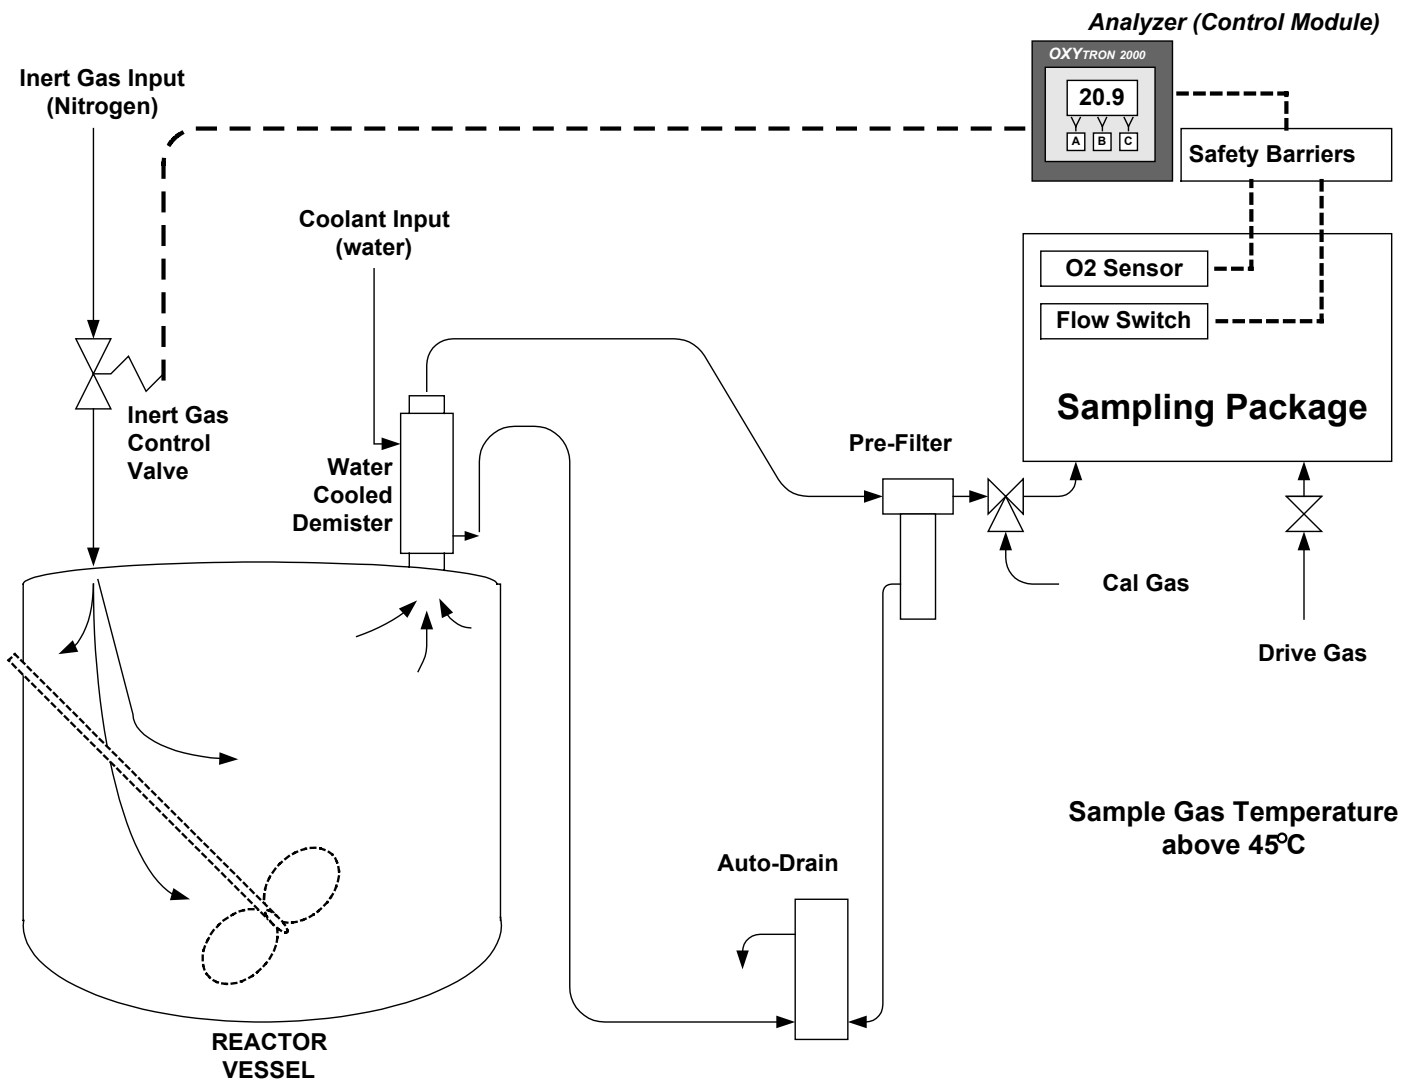 Analyzer (Control Module)
OXYTRON 2000
20.9
A B C
Inert Gas Input
(Nitrogen)
Safety Barriers
Coolant Input
(water)
O2 Sensor
Flow Switch
Sampling Package
Inert Gas
Control
Valve
Water
Cooled
Demister
Pre-Filter
Cal Gas
Drive Gas
Sample Gas Temperature
above 45°C
Auto-Drain
REACTOR
VESSEL